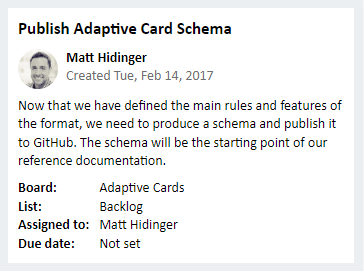 Publish Adaptive Card Schema
Matt Hidinger
Created Tue, Feb 14, 2017
Now that we have defined the main rules and features of
the format, we need to produce a schema and publish it
to GitHub. The schema will be the starting point of our
reference documentation.
Board: Adaptive Cards
List: Backlog
Assigned to: Matt Hidinger
Due date: Not set